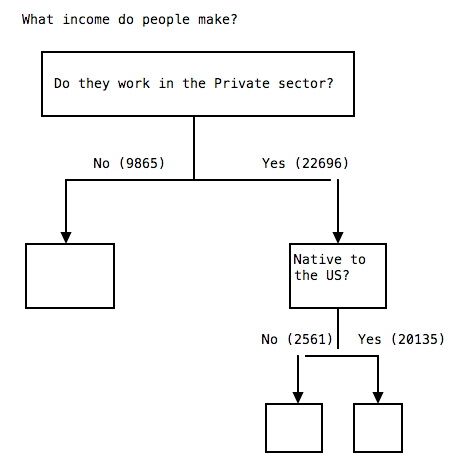 What income do people make?
Do they work in the Private sector?
No (9865)
Yes (22696)
Native to
the US?
No (2561)
Yes (20135)